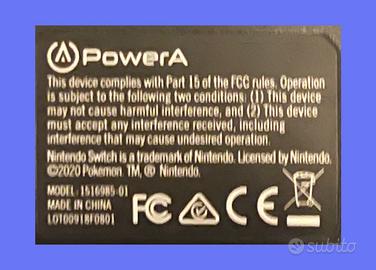 PowerA
This device complies with Part 15 of the FCC rules. Operation
is subject to the following two conditions: (1) This device
may not cause harmful interference, and (2) This device
must accept any interference received, including
interference that may cause undesired operation.
Nintendo Switch is a trademark of Nintendo. Licensed by Nintendo.
©2020 Pokemon. TM, ® Nintendo.
MODEL: 1516985-01
MADE IN CHINA
LOT00918F0801
FC CE
subito